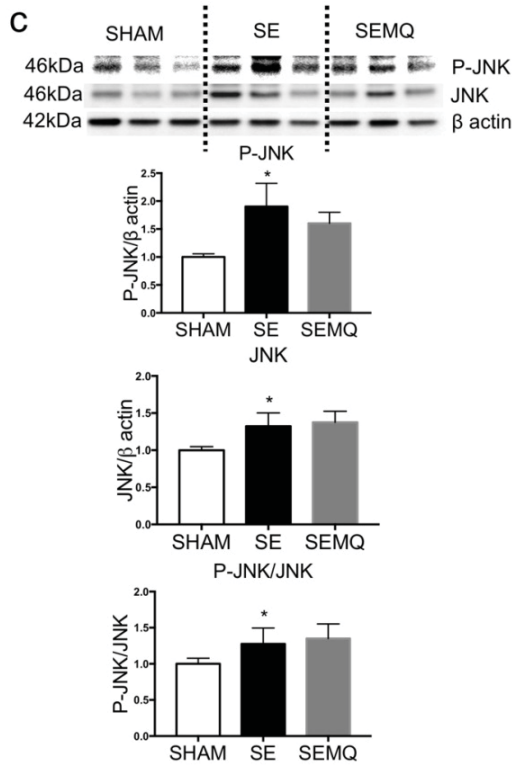 C
SHAM SE SEMQ
46kDa P-JNK
46kDa JNK
42kDa β actin
P-JNK
P-JNK/β actin
2.5
2.0
1.5
1.0
0.5
0.0
*
SHAM SE SEMQ
JNK
JNK/β actin
2.0
1.5
1.0
0.5
0.0
*
SHAM SE SEMQ
P-JNK/JNK
P-JNK/JNK
2.0
1.5
1.0
0.5
0.0
*
SHAM SE SEMQ